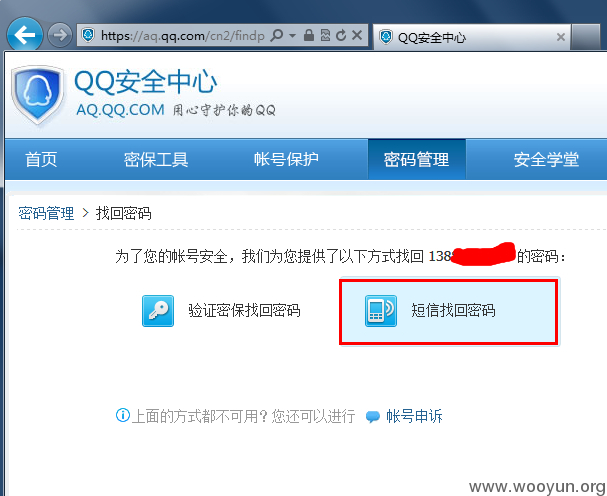 https://aq.qq.com/cn2/findp
QQ安全中心
QQ安全中心
AQ.QQ.COM 用心守护你的QQ
首页 密保工具 帐号保护 密码管理 安全学堂
密码管理 > 找回密码
为了您的帐号安全，我们为您提供了以下方式找回 138 的密码：
验证密保找回密码 短信找回密码
上面的方式都不可用？您还可以进行 帐号申诉
www.wooyun.org